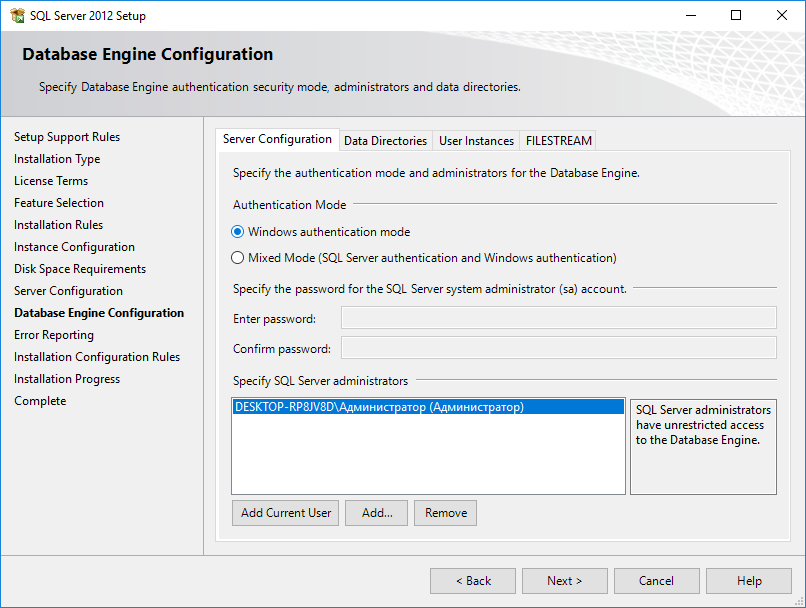 SQL Server 2012 Setup
Database Engine Configuration
Specify Database Engine authentication security mode, administrators and data directories.
Setup Support Rules
Installation Type
License Terms
Feature Selection
Installation Rules
Instance Configuration
Disk Space Requirements
Server Configuration
Database Engine Configuration
Error Reporting
Installation Configuration Rules
Installation Progress
Complete
Server Configuration Data Directories User Instances FILESTREAM
Specify the authentication mode and administrators for the Database Engine.
Authentication Mode
Windows authentication mode
Mixed Mode (SQL Server authentication and Windows authentication)
Specify the password for the SQL Server system administrator (sa) account.
Enter password:
Confirm password:
Specify SQL Server administrators
DESKTOP-RP8JV8D\Администратор (Администратор)
SQL Server administrators
have unrestricted access
to the Database Engine.
Add Current User Add... Remove
< Back Next > Cancel Help